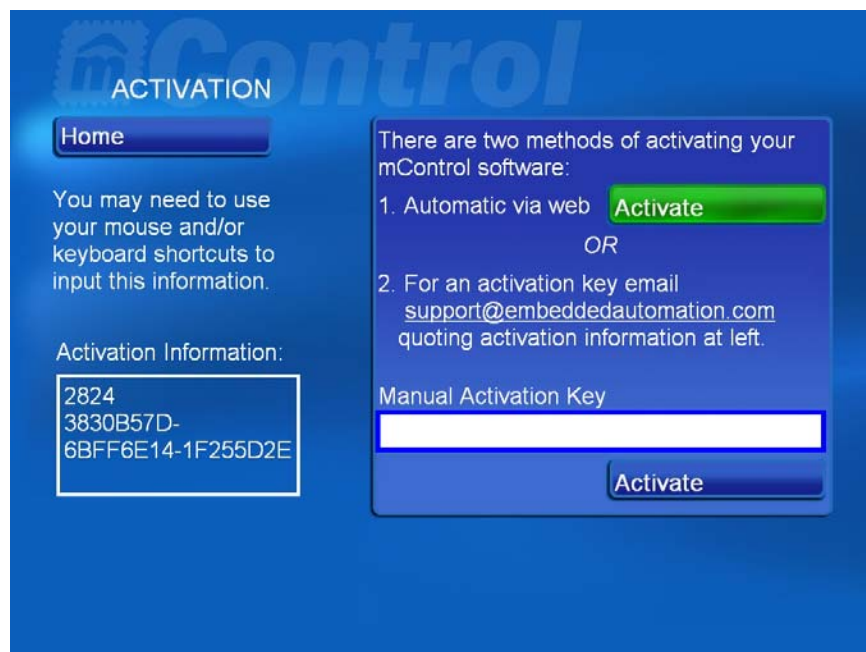 mControl
ACTIVATION
Home
You may need to use
your mouse and/or
keyboard shortcuts to
input this information.
Activation Information:
2824
3830B57D-
6BFF6E14-1F255D2E
There are two methods of activating your
mControl software:
1. Automatic via web Activate
OR
2. For an activation key email
support@embeddedautomation.com
quoting activation information at left.
Manual Activation Key
Activate